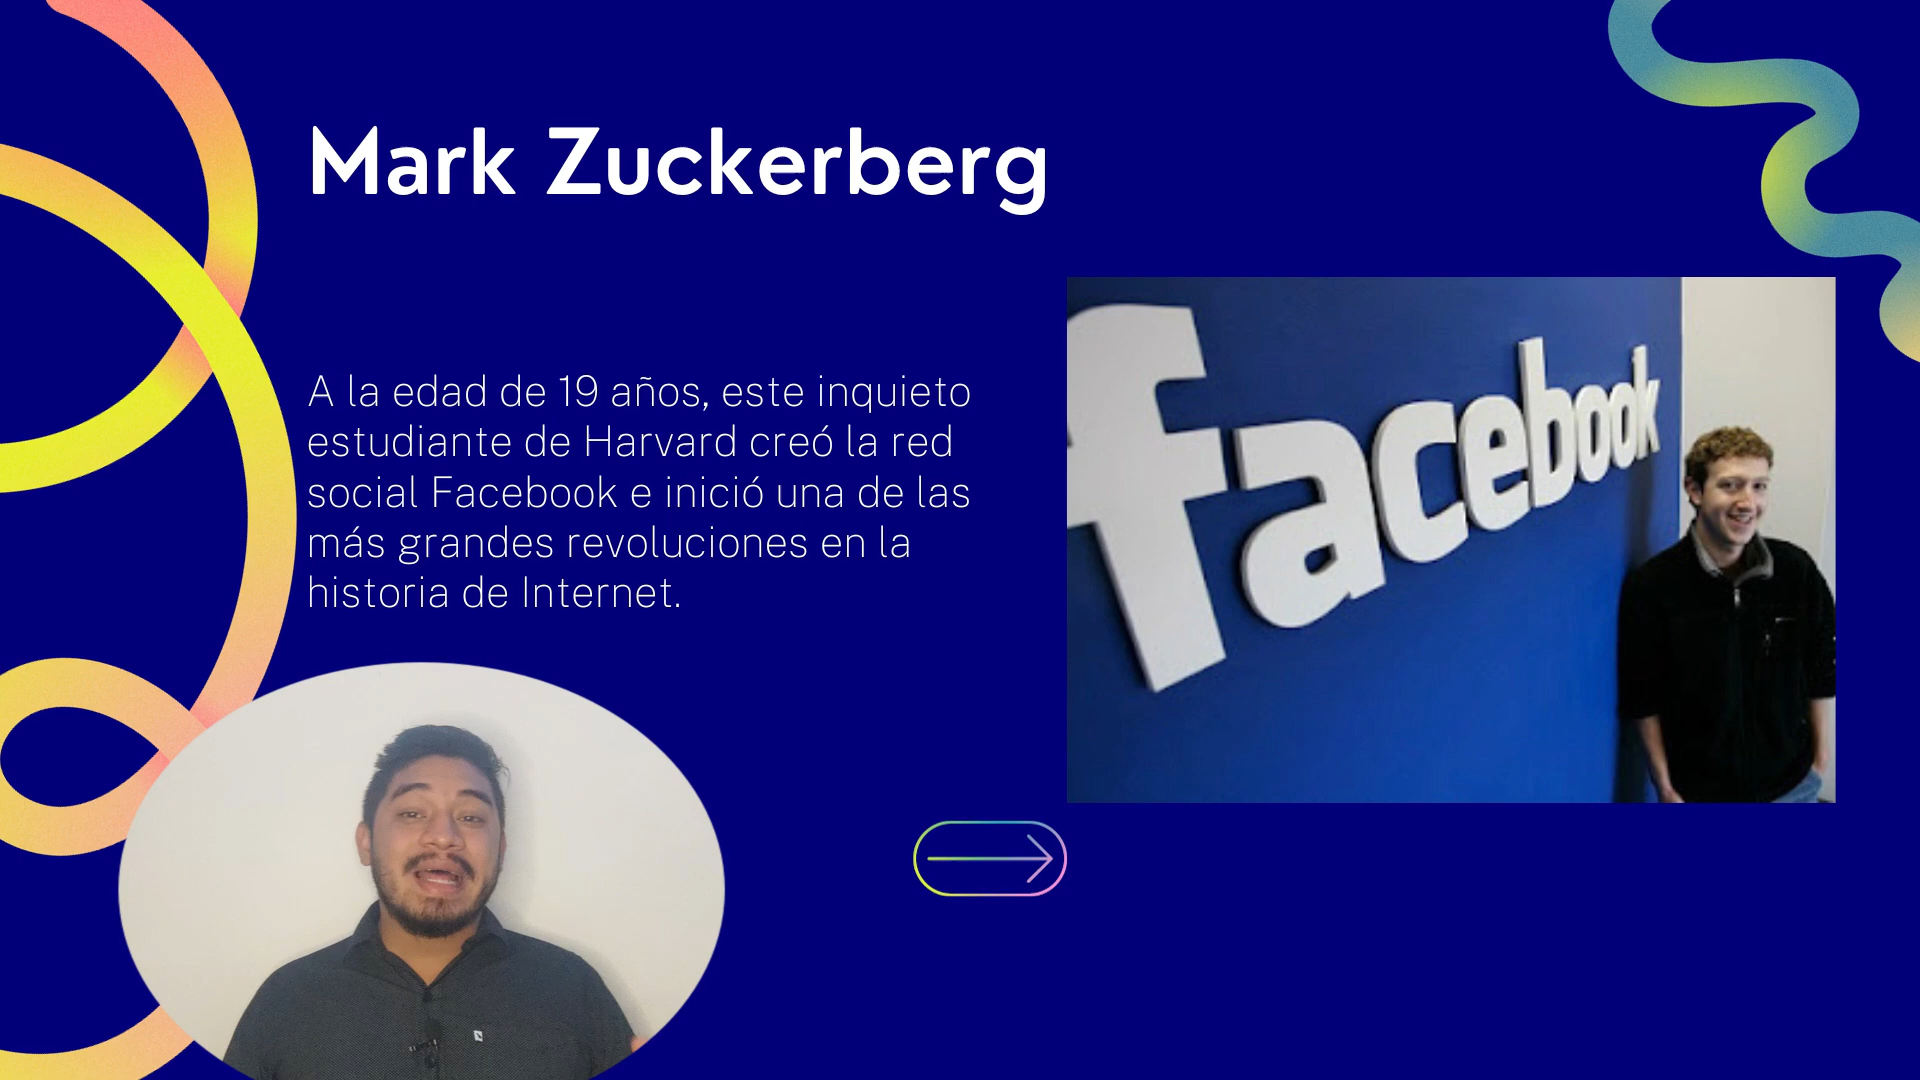 Mark Zuckerberg
A la edad de 19 años, este inquieto
estudiante de Harvard creó la red
social Facebook e inició una de las
más grandes revoluciones en la
historia de Internet.
facebook